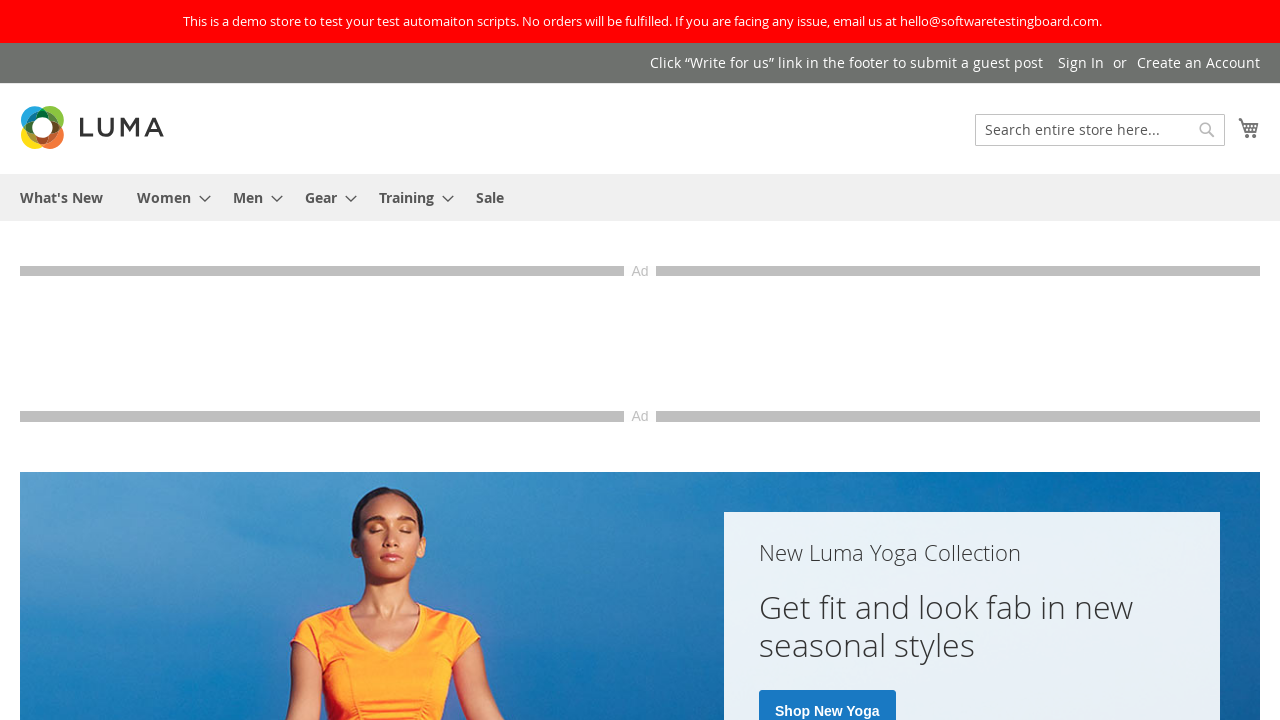 This is a demo store to test your test automaiton scripts. No orders will be fulfilled. If you are facing any issue, email us at hello@softwaretestingboard.com.
Click “Write for us” link in the footer to submit a guest post Sign In or Create an Account
LUMA
Search entire store here...
What's New Women Men Gear Training Sale
Ad
Ad
New Luma Yoga Collection
Get fit and look fab in new
seasonal styles
Shop New Yoga